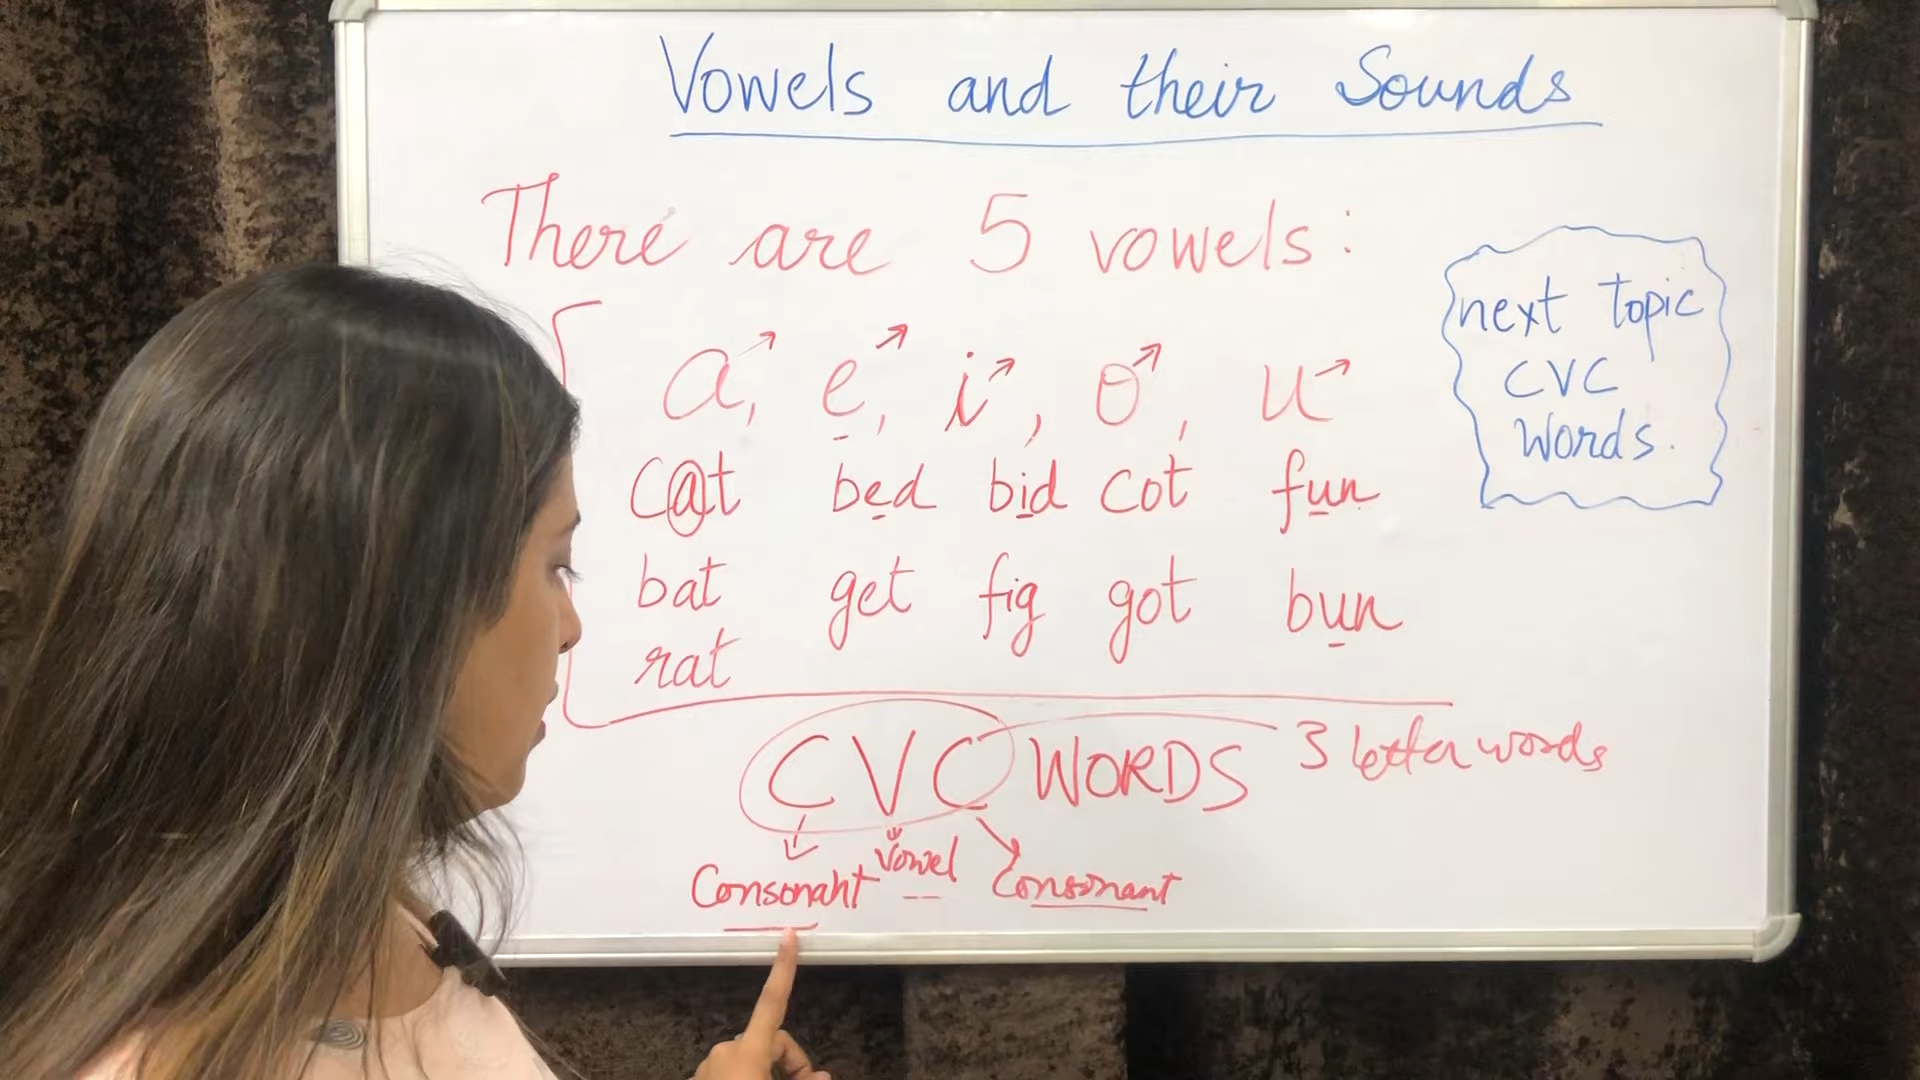 Vowels and their Sounds
There are 5 vowels:
a, e, i, o, u
cat bed bid cot fun
bat get fig got bun
rat
next topic
CVC
Words.
CVC WORDS 3 letter words
Consonant Vowel Consonant